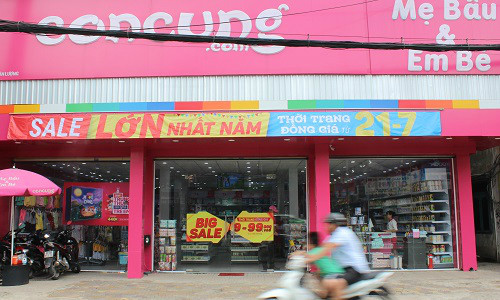 concung
.com
Mẹ Bầu
&
Em Bé
SALE LỚN NHẤT NĂM
THỜI TRANG
ĐỒNG GIÁ TỪ 21-7
BIG
SALE
9-99